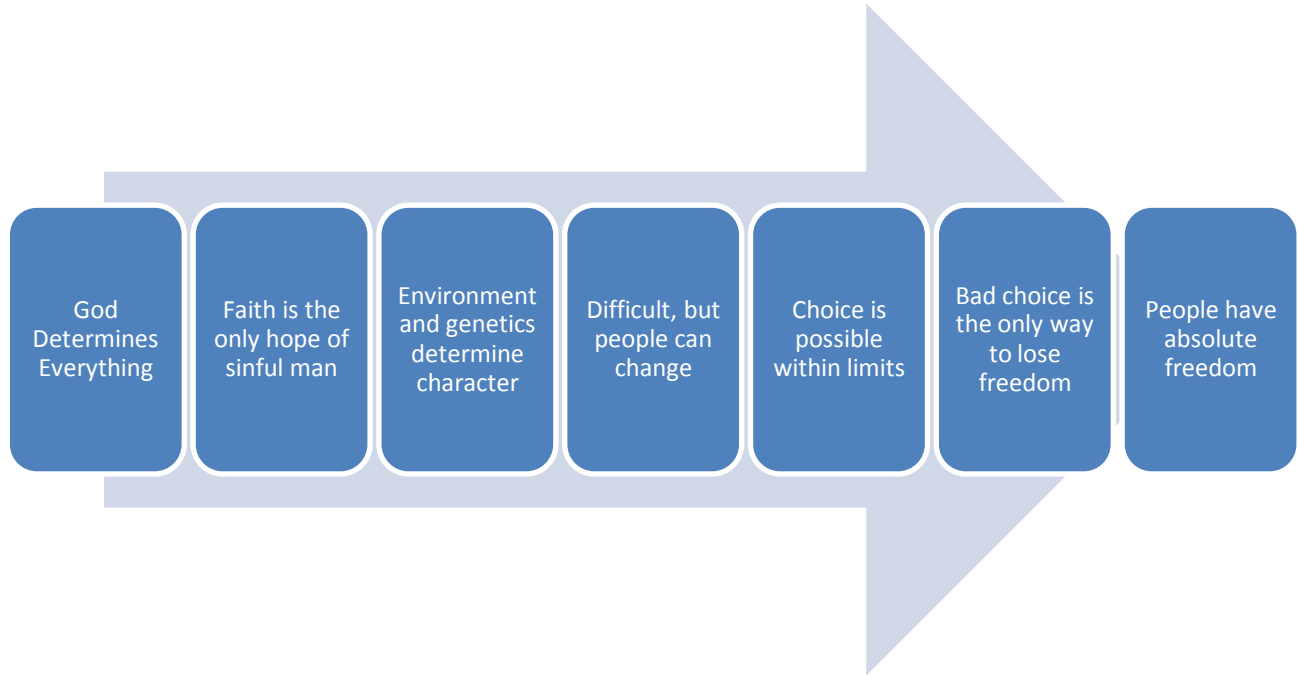 God
Determines
Everything
Faith is the
only hope of
sinful man
Environment
and genetics
determine
character
Difficult, but
people can
change
Choice is
possible
within limits
Bad choice is
the only way
to lose
freedom
People have
absolute
freedom